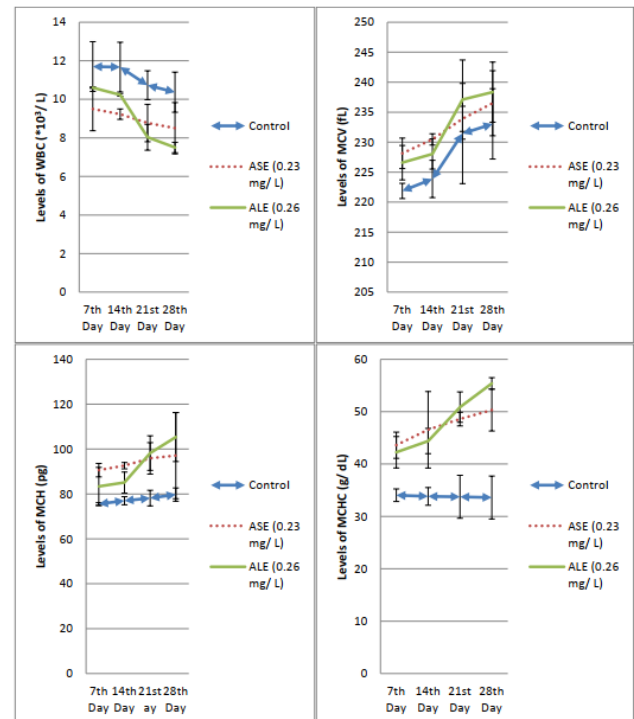 Levels of WBC (*10³/ L)
14
12
10
8
6
4
2
0
7th 14th 21st 28th
Day Day Day Day
Control
ASE (0.23
mg/ L)
ALE (0.26
mg/ L)
Levels of MCV (fL)
250
245
240
235
230
225
220
215
210
205
7th 14th 21st 28th
Day Day Day Day
Control
ASE (0.23
mg/ L)
ALE (0.26
mg/ L)
Levels of MCH (pg)
140
120
100
80
60
40
20
0
7th 14th 21st 28th
Day Day ay Day
Control
ASE (0.23
mg/ L)
ALE (0.26
mg/ L)
Levels of MCHC (g/ dL)
60
50
40
30
20
10
0
7th 14th 21st 28th
Day Day Day Day
Control
ASE (0.23
mg/ L)
ALE (0.26
mg/ L)